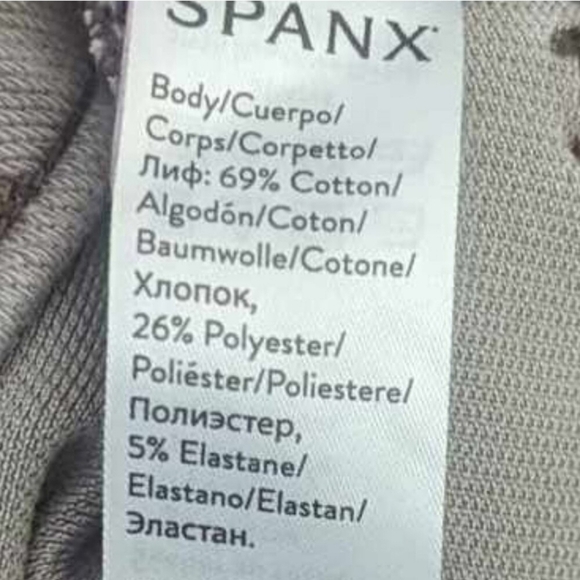 SPANX
Body/Cuerpo/
Corps/Corpetto/
Лиф: 69% Cotton/
Algodón/Coton/
Baumwolle/Cotone/
Хлопок,
26% Polyester/
Poliéster/Poliestere/
Полиэстер,
5% Elastane/
Elastano/Elastan/
Эластан.